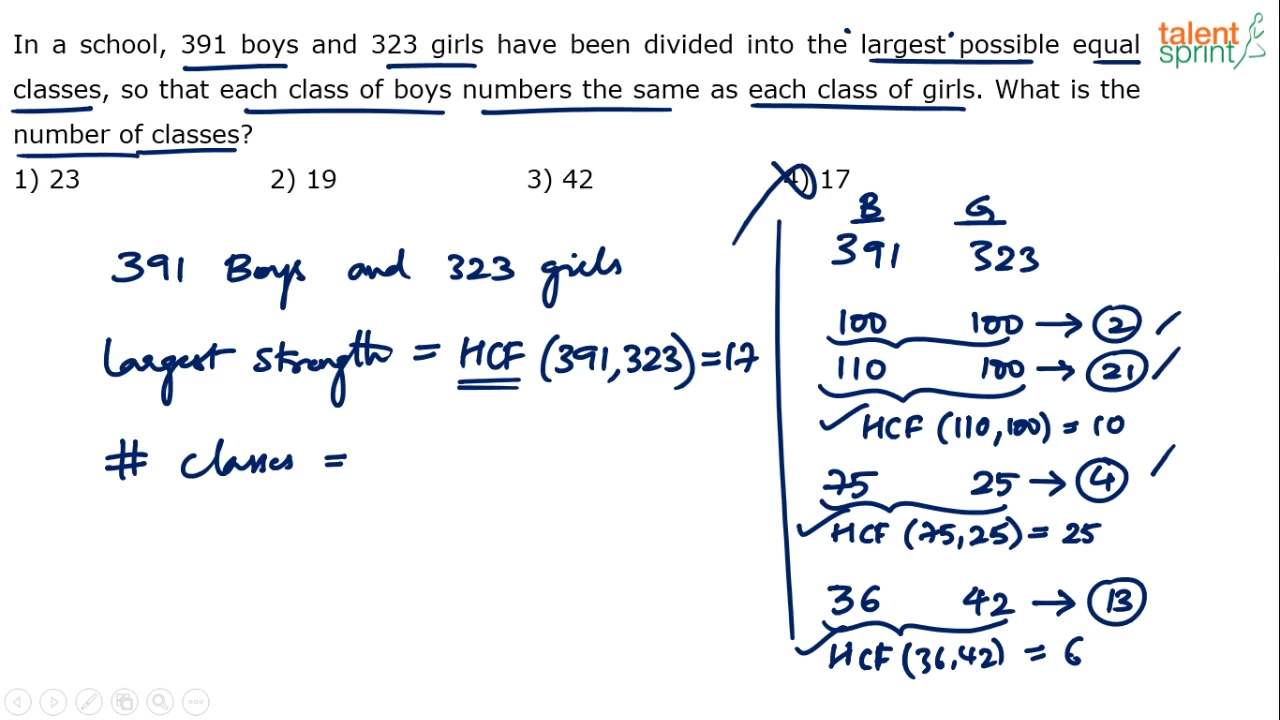 In a school, 391 boys and 323 girls have been divided into the largest possible equal
classes, so that each class of boys numbers the same as each class of girls. What is the
number of classes?
1) 23 2) 19 3) 42 4) 17
talent
sprint
391 Boys and 323 girls
largest strength = HCF (391,323) = 17
# classes =
B G
391 323
100 100 → 2
110 100 → 21
HCF (110,100) = 10
75 25 → 4
HCF (75,25) = 25
36 42 → 13
HCF (36,42) = 6